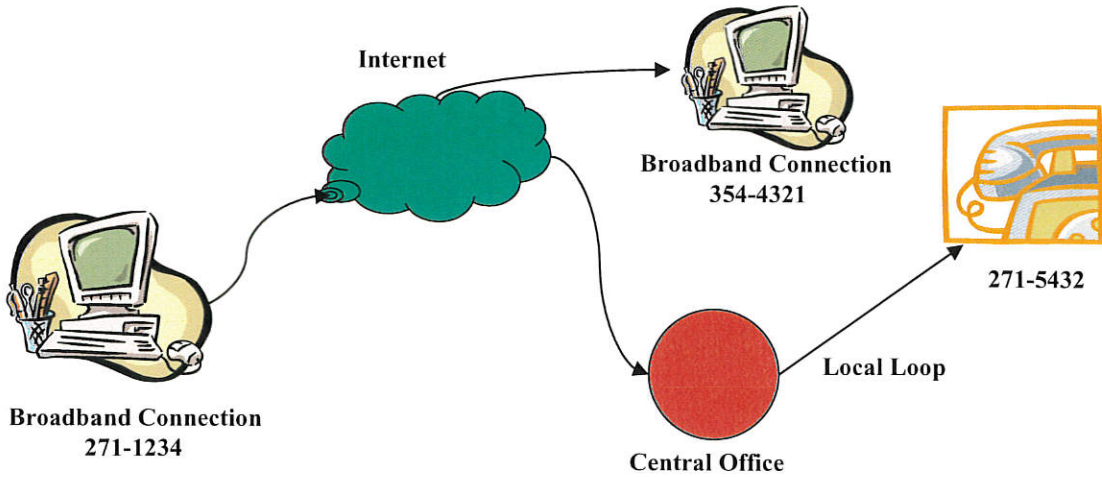 Internet
Broadband Connection
354-4321
271-5432
Local Loop
Broadband Connection
271-1234
Central Office